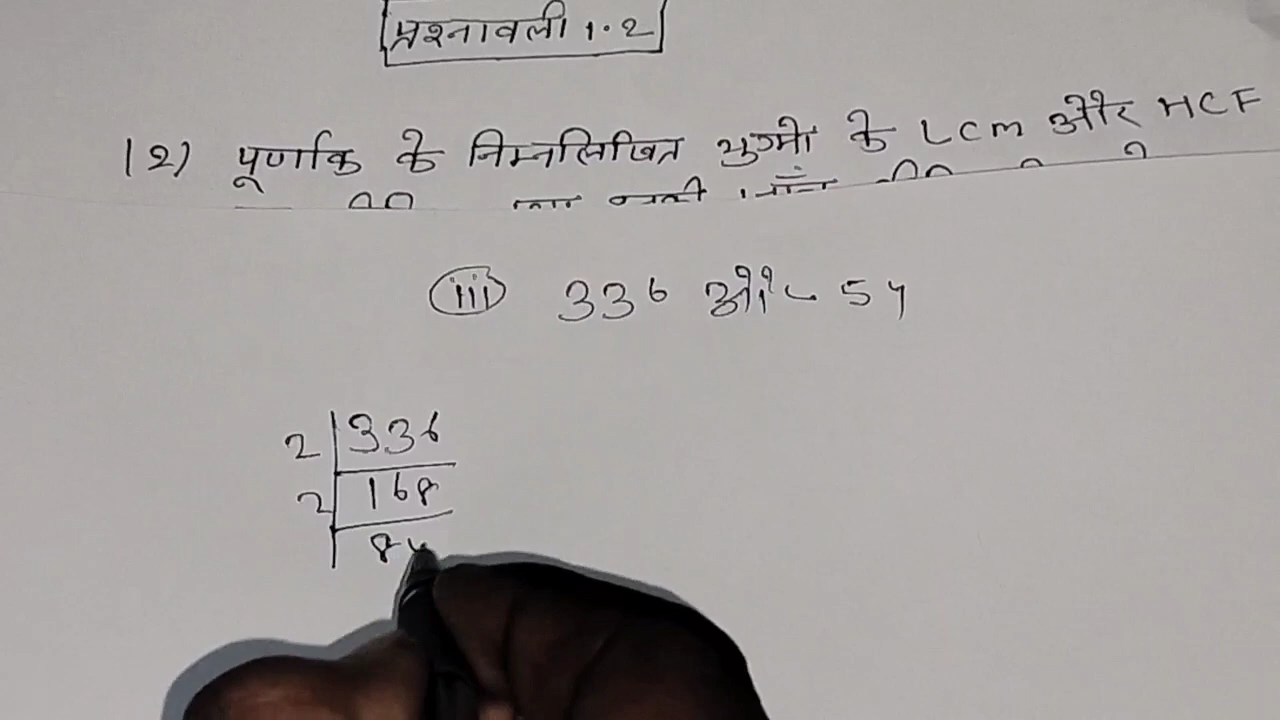 प्रश्नावली 1.2
(2) पूर्णांक के निम्नलिखित युग्मो के LCM और HCF
iii 336 और 54
2 336
2 168
84